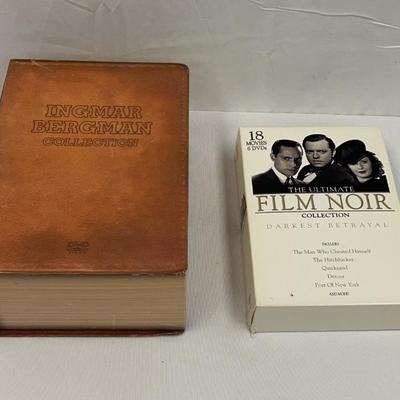 INGMAR
BERGMAN
COLLECTION
DVD
18
MOVIES
6 DVDs
THE ULTIMATE
FILM NOIR
COLLECTION
DARKEST BETRAYAL
INCLUDES
The Man Who Cheated Himself
The Hitchhicker
Quicksand
Detour
Port Of New York
AND MORE!